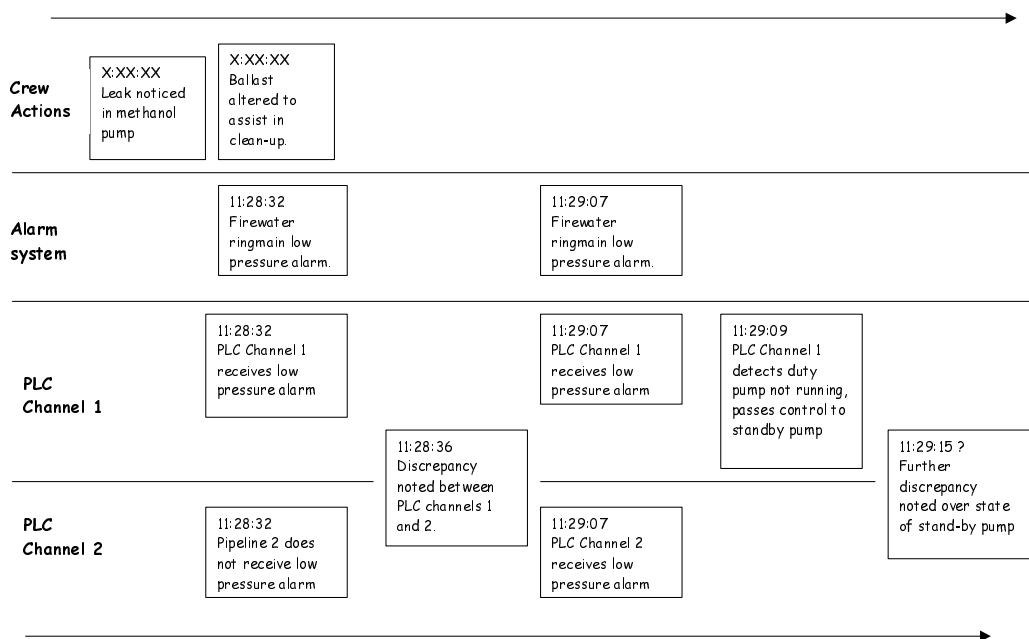 Crew
Actions
X:XX:XX
Leak noticed
in methanol
pump
X:XX:XX
Ballast
altered to
assist in
clean-up.
Alarm
system
11:28:32
Firewater
ringmain low
pressure alarm.
11:29:07
Firewater
ringmain low
pressure alarm.
PLC
Channel 1
11:28:32
PLC Channel 1
receives low
pressure alarm
11:29:07
PLC Channel 1
receives low
pressure alarm
11:29:09
PLC Channel 1
detects duty
pump not running,
passes control to
standby pump
11:28:36
Discrepancy
noted between
PLC channels 1
and 2.
11:29:15 ?
Further
discrepancy
noted over state
of stand-by pump
PLC
Channel 2
11:28:32
Pipeline 2 does
not receive low
pressure alarm
11:29:07
PLC Channel 2
receives low
pressure alarm